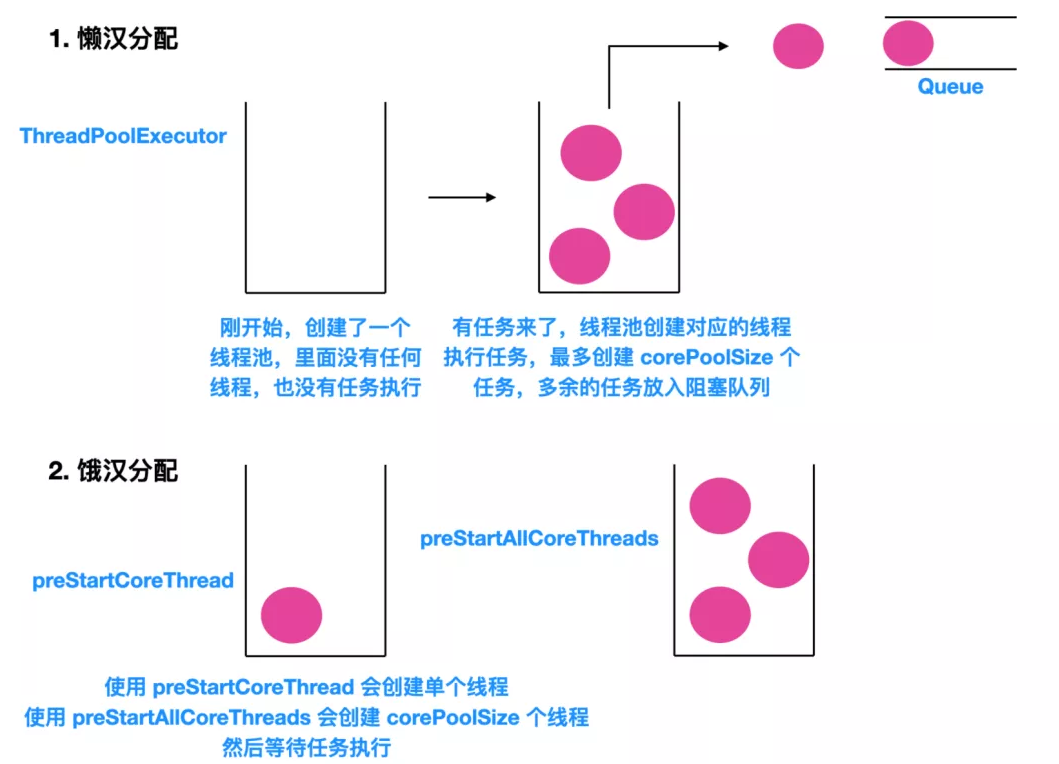 1. 懒汉分配
Queue
ThreadPoolExecutor
刚开始，创建了一个
线程池，里面没有任何
线程，也没有任务执行
有任务来了，线程池创建对应的线程
执行任务，最多创建 corePoolSize 个
任务，多余的任务放入阻塞队列
2. 饿汉分配
preStartAllCoreThreads
preStartCoreThread
使用 preStartCoreThread 会创建单个线程
使用 preStartAllCoreThreads 会创建 corePoolSize 个线程
然后等待任务执行